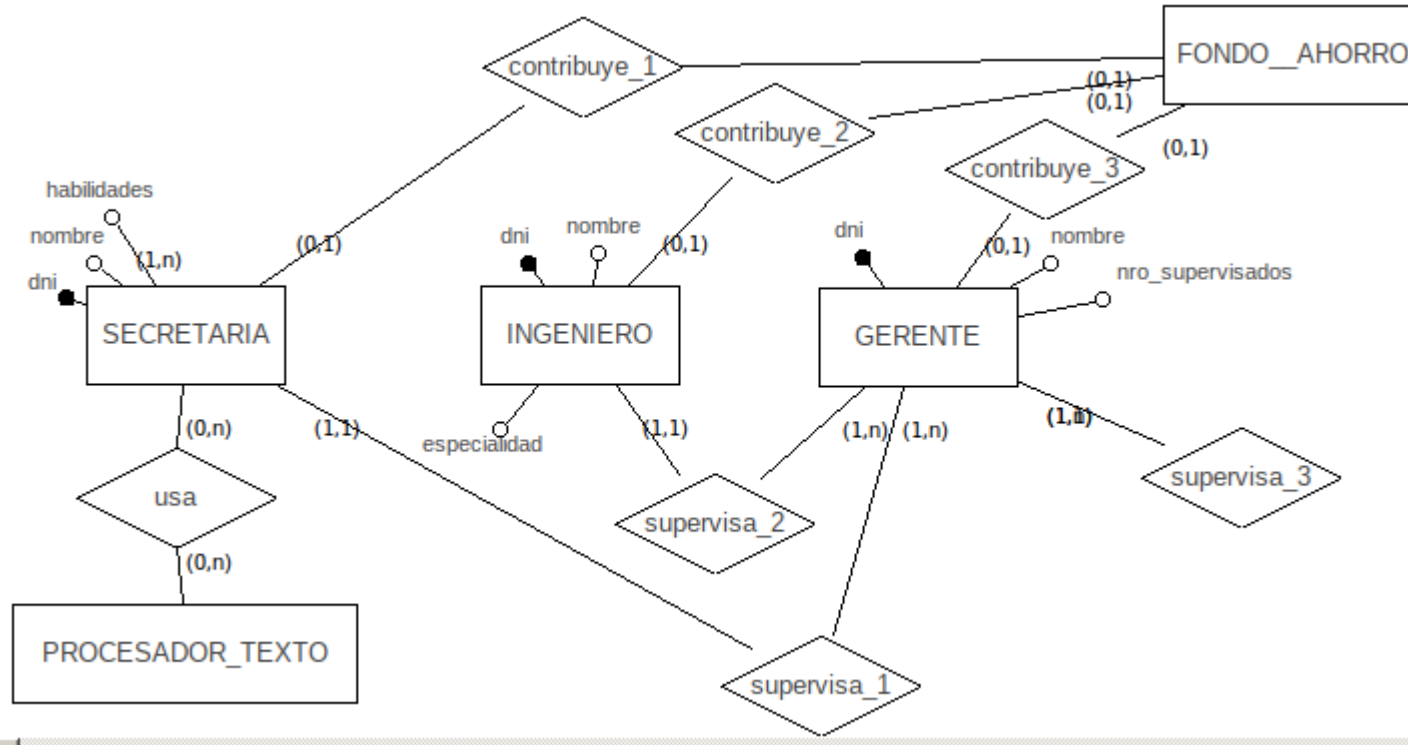 contribuye_1
FONDO__AHORRO
(0,1)
(0,1)
contribuye_2
(0,1)
contribuye_3
habilidades
nombre
(1,n)
dni
(0,1)
dni
nombre
(0,1)
dni
(0,1)
nombre
nro_supervisados
SECRETARIA
INGENIERO
GERENTE
(0,n)
(1,1)
especialidad
(1,1)
(1,n)
(1,n)
usa
supervisa_2
supervisa_3
(0,n)
PROCESADOR_TEXTO
supervisa_1